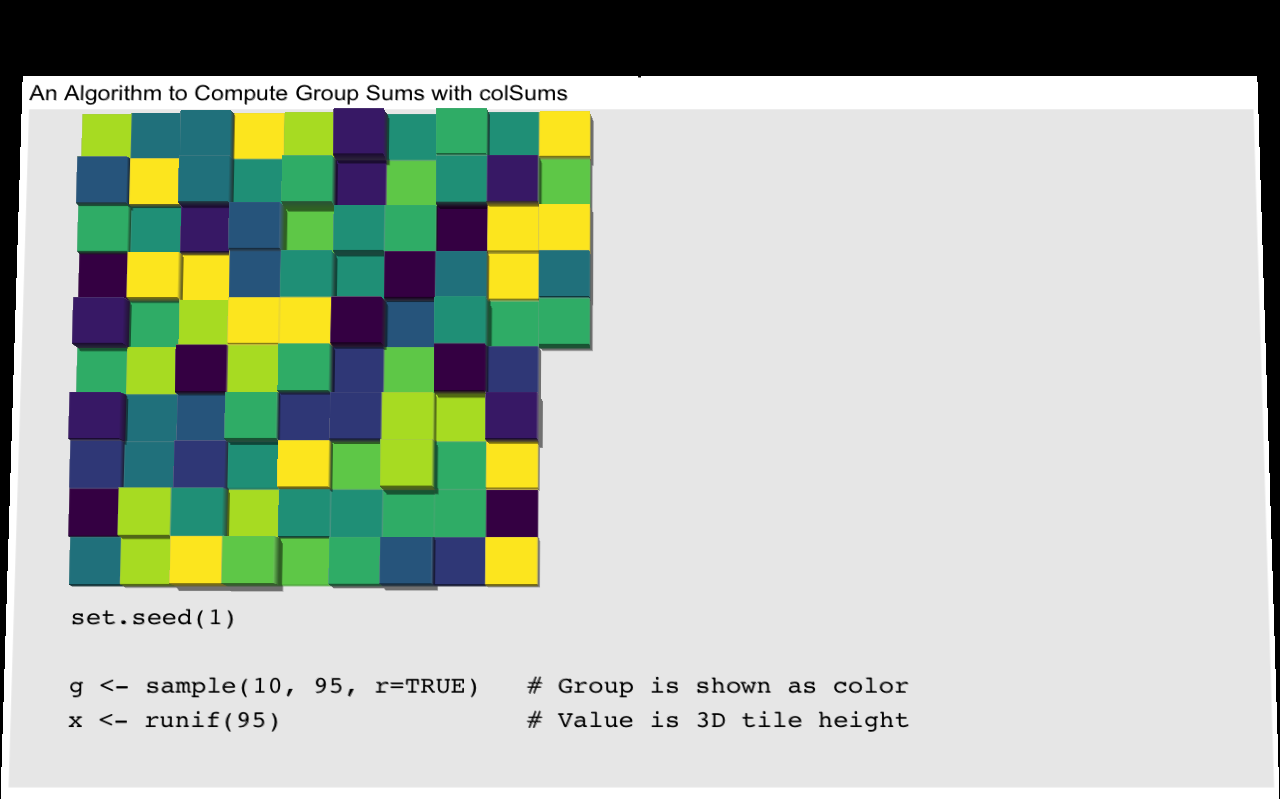 An Algorithm to Compute Group Sums with colSums
set.seed(1)
g <- sample(10, 95, r=TRUE)   # Group is shown as color
x <- runif(95)                # Value is 3D tile height